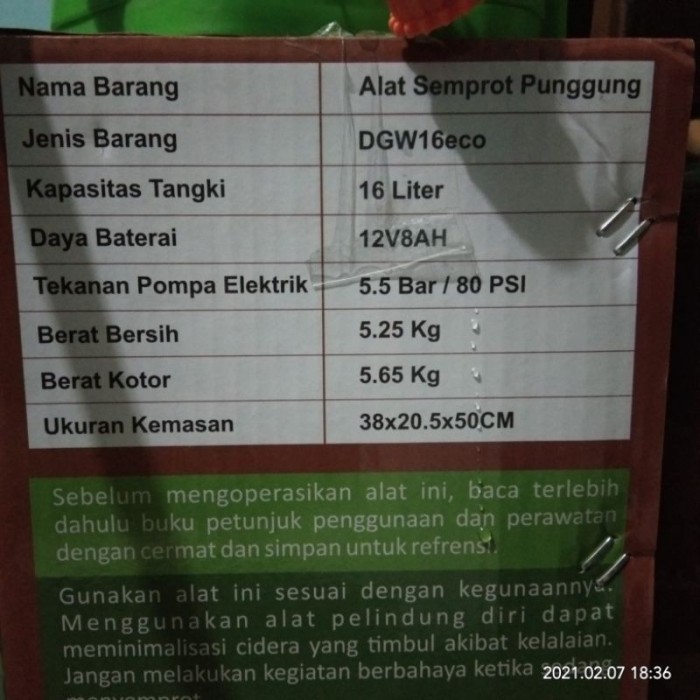 Nama Barang Alat Semprot Punggung
Jenis Barang DGW16eco
Kapasitas Tangki 16 Liter
Daya Baterai 12V8AH
Tekanan Pompa Elektrik 5.5 Bar / 80 PSI
Berat Bersih 5.25 Kg
Berat Kotor 5.65 Kg
Ukuran Kemasan 38x20.5x50CM
Sebelum mengoperasikan alat ini, baca terlebih
dahulu buku petunjuk penggunaan dan perawatan
dengan cermat dan simpan untuk refrensi.
Gunakan alat ini sesuai dengan kegunaannya.
Menggunakan alat pelindung diri dapat
meminimalisasi cidera yang timbul akibat kelalaian.
Jangan melakukan kegiatan berbahaya ketika sedang
2021.02.07 18:36